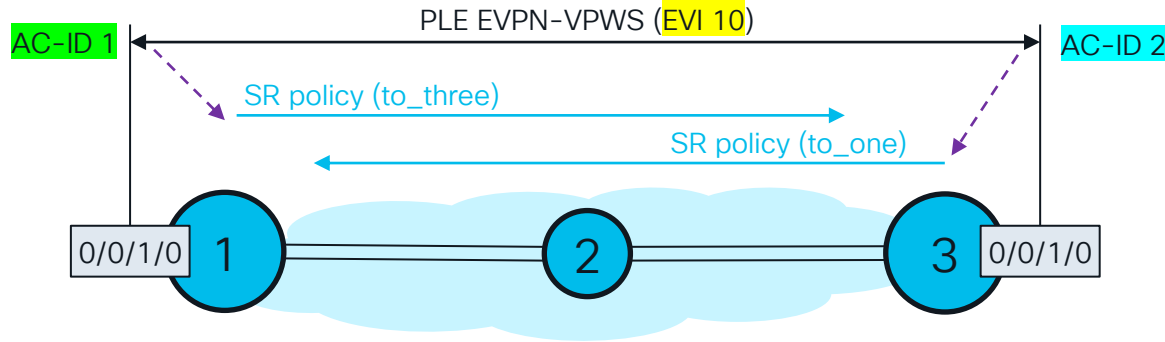 PLE EVPN-VPWS (EVI 10)
AC-ID 1
AC-ID 2
SR policy (to_three)
SR policy (to_one)
0/0/1/0
1
2
3
0/0/1/0